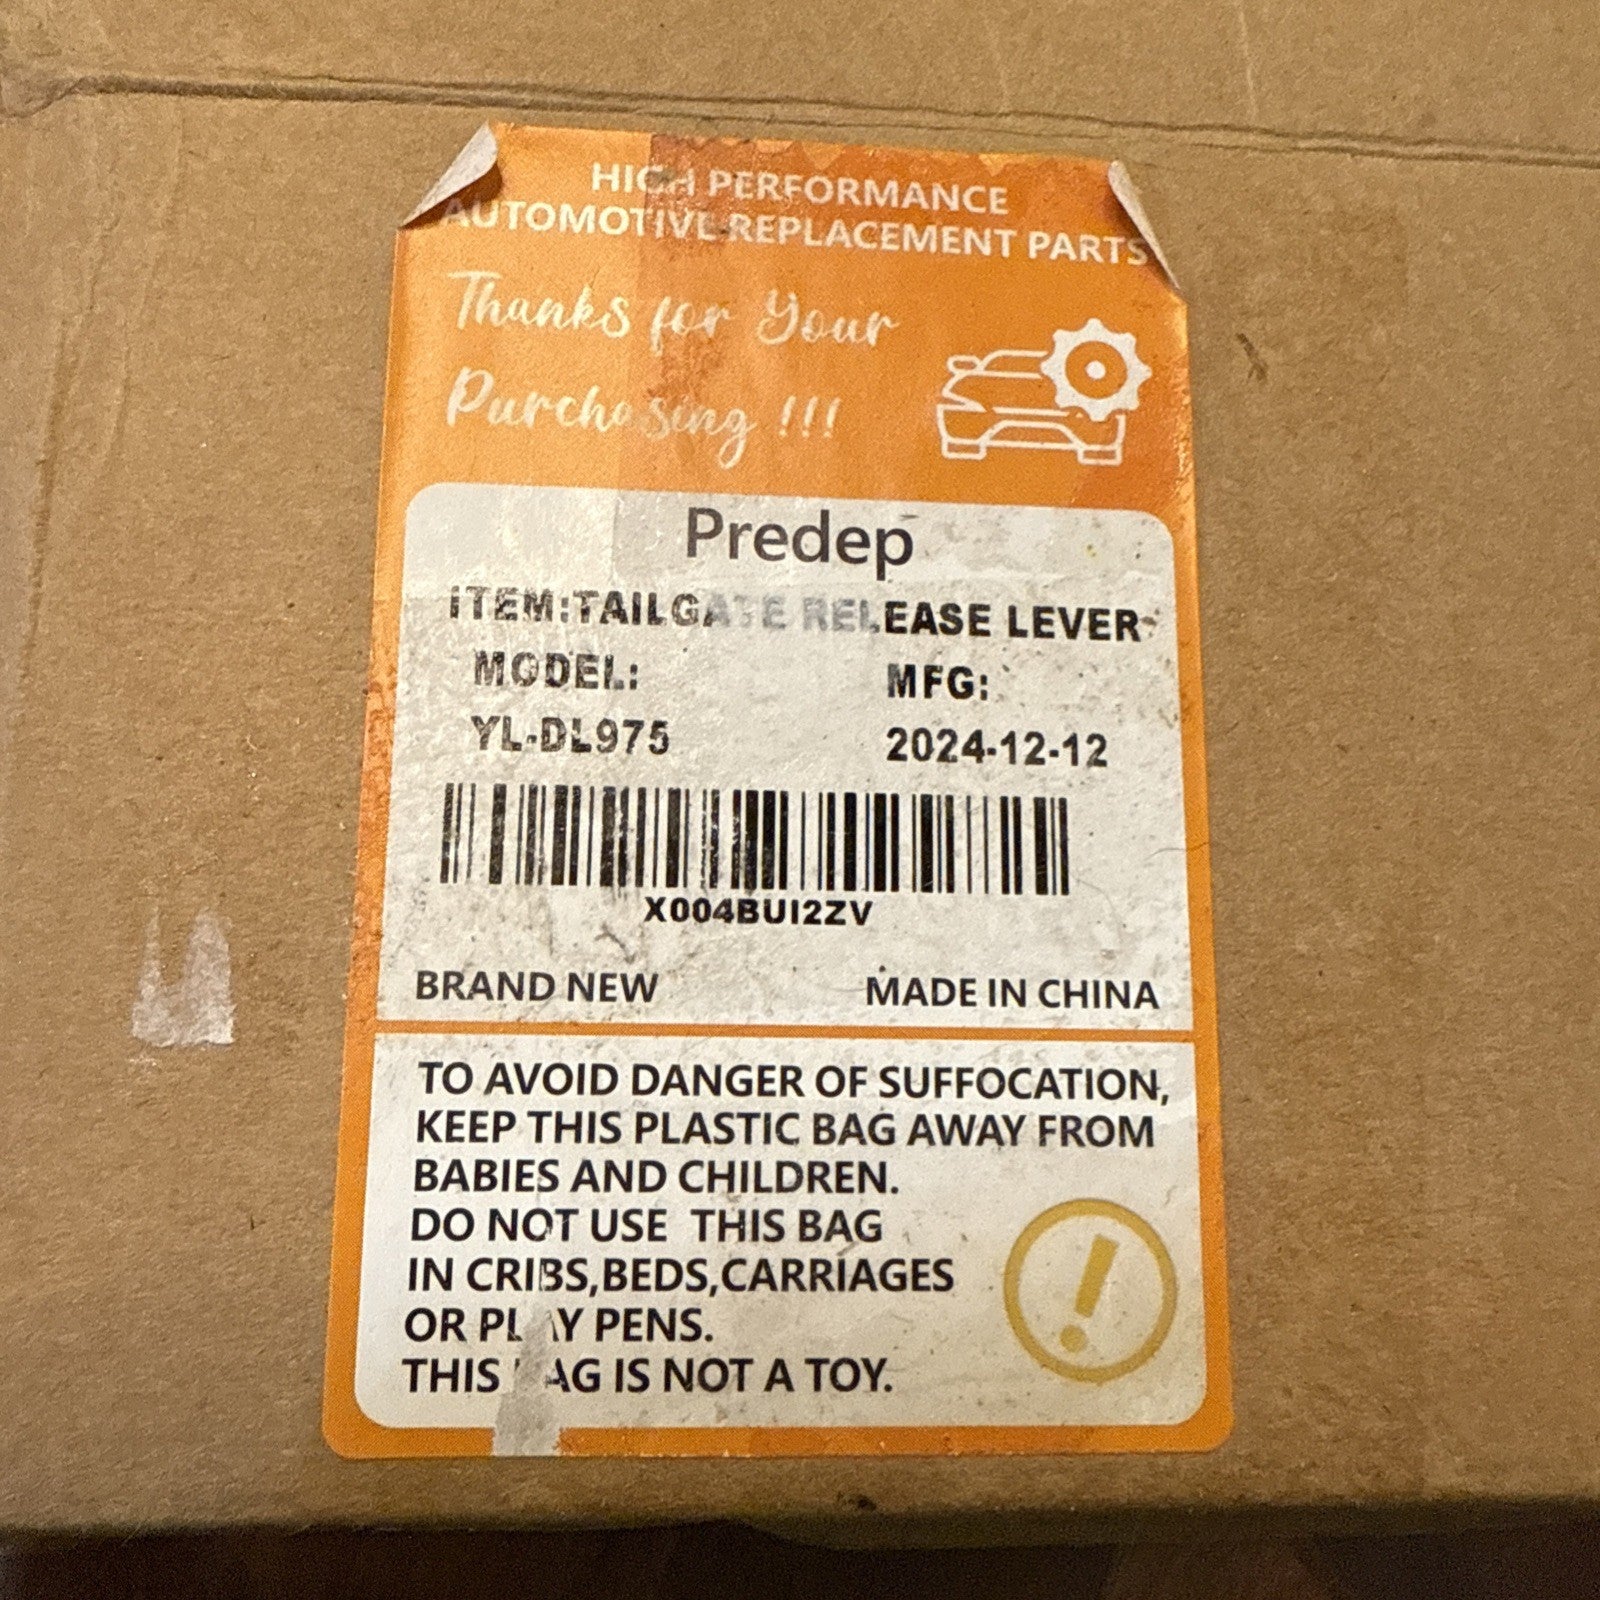 HIGH PERFORMANCE
AUTOMOTIVE REPLACEMENT PARTS
Thanks for Your
Purchasing !!!
Predep
ITEM:TAILGATE RELEASE LEVER
MODEL:
MFG:
YL-DL975
2024-12-12
X004BUI2ZV
BRAND NEW
MADE IN CHINA
TO AVOID DANGER OF SUFFOCATION,
KEEP THIS PLASTIC BAG AWAY FROM
BABIES AND CHILDREN.
DO NOT USE THIS BAG
IN CRIBS,BEDS,CARRIAGES
OR PLAY PENS.
THIS BAG IS NOT A TOY.